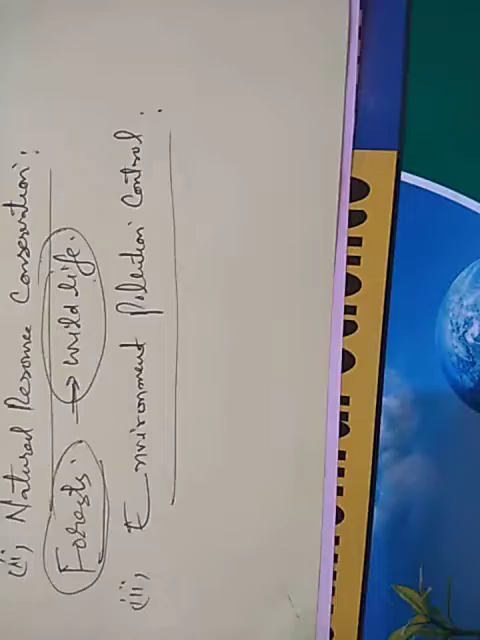 (ii) Natural Resource Conservation:
Forests. → wild life.
(iii) Environment Pollution Control: